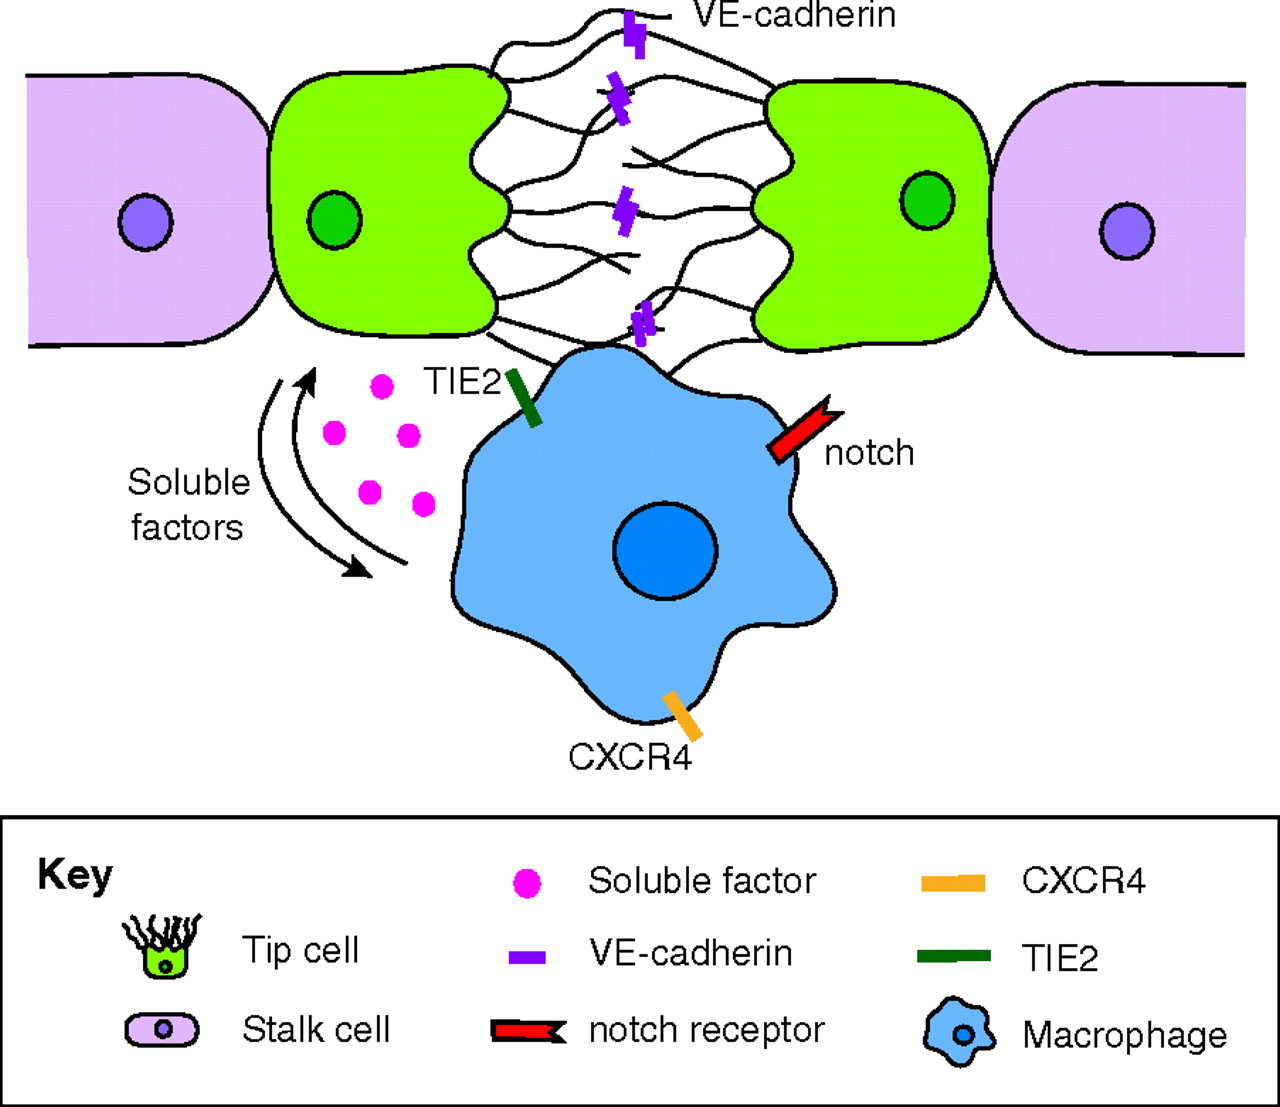 VE-cadherin
TIE2
notch
Soluble
factors
CXCR4
Key
Soluble factor
CXCR4
Tip cell
VE-cadherin
TIE2
Stalk cell
notch receptor
Macrophage